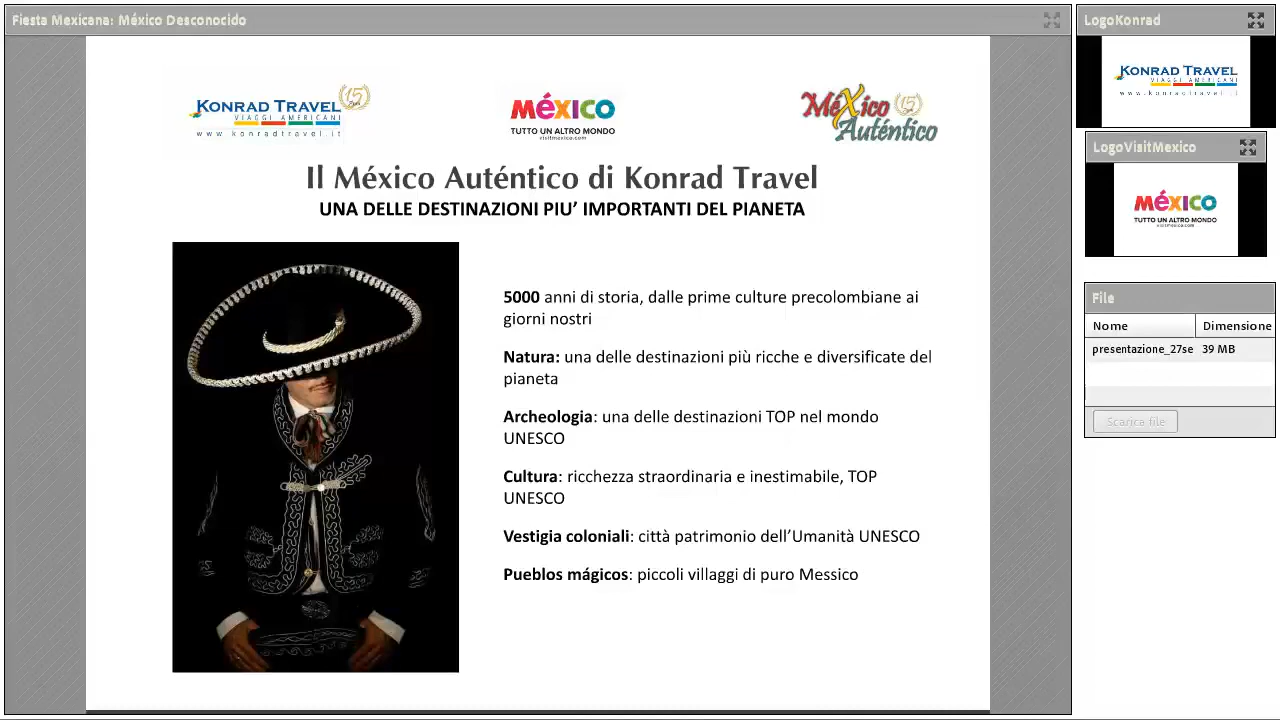 Fiesta Mexicana: México Desconocido
KONRAD TRAVEL
VIAGGI AMERICANI
www.konradtravel.it
15
MéXICO
TUTTO UN ALTRO MONDO
visitmexico.com
MéXico
15
Auténtico
Il México Auténtico di Konrad Travel
UNA DELLE DESTINAZIONI PIU’ IMPORTANTI DEL PIANETA
5000 anni di storia, dalle prime culture precolombiane ai
giorni nostri
Natura: una delle destinazioni più ricche e diversificate del
pianeta
Archeologia: una delle destinazioni TOP nel mondo
UNESCO
Cultura: ricchezza straordinaria e inestimabile, TOP
UNESCO
Vestigia coloniali: città patrimonio dell’Umanità UNESCO
Pueblos mágicos: piccoli villaggi di puro Messico
LogoKonrad
KONRAD TRAVEL
VIAGGI AMERICANI
www.konradtravel.it
LogoVisitMexico
MéXICO
TUTTO UN ALTRO MONDO
visitmexico.com
File
Nome Dimensione
presentazione_27se 39 MB
Scarica file